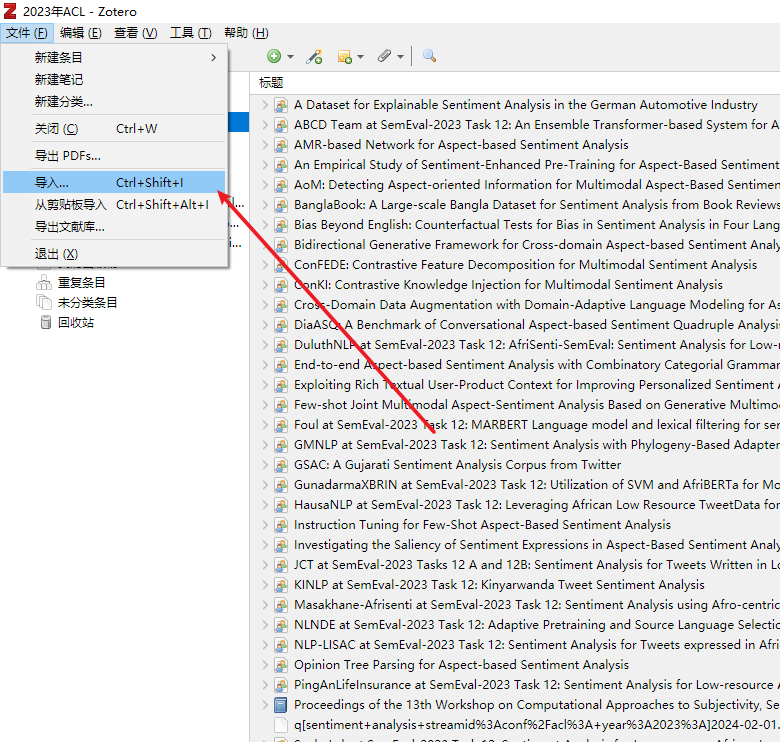 2023年ACL - Zotero
文件 (F) 编辑 (E) 查看 (V) 工具 (T) 帮助 (H)
新建条目
新建笔记
新建分类...
关闭 (C) Ctrl+W
导出 PDFs...
导入... Ctrl+Shift+I
从剪贴板导入 Ctrl+Shift+Alt+I
导出文献库...
退出 (X)
重复条目
未分类条目
回收站
标题
A Dataset for Explainable Sentiment Analysis in the German Automotive Industry
ABCD Team at SemEval-2023 Task 12: An Ensemble Transformer-based System for A
AMR-based Network for Aspect-based Sentiment Analysis
An Empirical Study of Sentiment-Enhanced Pre-Training for Aspect-Based Sentimen
AoM: Detecting Aspect-oriented Information for Multimodal Aspect-Based Sentimen
BanglaBook: A Large-scale Bangla Dataset for Sentiment Analysis from Book Reviews
Bias Beyond English: Counterfactual Tests for Bias in Sentiment Analysis in Four Lang
Bidirectional Generative Framework for Cross-domain Aspect-based Sentiment Analy
ConFEDE: Contrastive Feature Decomposition for Multimodal Sentiment Analysis
ConKI: Contrastive Knowledge Injection for Multimodal Sentiment Analysis
Cross-Domain Data Augmentation with Domain-Adaptive Language Modeling for As
DiaASQ: A Benchmark of Conversational Aspect-based Sentiment Quadruple Analysis
DuluthNLP at SemEval-2023 Task 12: AfriSenti-SemEval: Sentiment Analysis for Low-r
End-to-end Aspect-based Sentiment Analysis with Combinatory Categorial Grammar
Exploiting Rich Textual User-Product Context for Improving Personalized Sentiment A
Few-shot Joint Multimodal Aspect-Sentiment Analysis Based on Generative Multimo
Foul at SemEval-2023 Task 12: MARBERT Language model and lexical filtering for sen
GMNLP at SemEval-2023 Task 12: Sentiment Analysis with Phylogeny-Based Adapter
GSAC: A Gujarati Sentiment Analysis Corpus from Twitter
GunadarmaXBRIN at SemEval-2023 Task 12: Utilization of SVM and AfriBERTa for Mo
HausaNLP at SemEval-2023 Task 12: Leveraging African Low Resource TweetData for
Instruction Tuning for Few-Shot Aspect-Based Sentiment Analysis
Investigating the Saliency of Sentiment Expressions in Aspect-Based Sentiment Analy
JCT at SemEval-2023 Tasks 12 A and 12B: Sentiment Analysis for Tweets Written in Lo
KINLP at SemEval-2023 Task 12: Kinyarwanda Tweet Sentiment Analysis
Masakhane-Afrisenti at SemEval-2023 Task 12: Sentiment Analysis using Afro-centric
NLNDE at SemEval-2023 Task 12: Adaptive Pretraining and Source Language Selectio
NLP-LISAC at SemEval-2023 Task 12: Sentiment Analysis for Tweets expressed in Afri
Opinion Tree Parsing for Aspect-based Sentiment Analysis
PingAnLifeInsurance at SemEval-2023 Task 12: Sentiment Analysis for Low-resource A
Proceedings of the 13th Workshop on Computational Approaches to Subjectivity, Se
q[sentiment+analysis+streamid%3Aconf%2Facl%3A+year%3A2023%3A]2024-02-01.